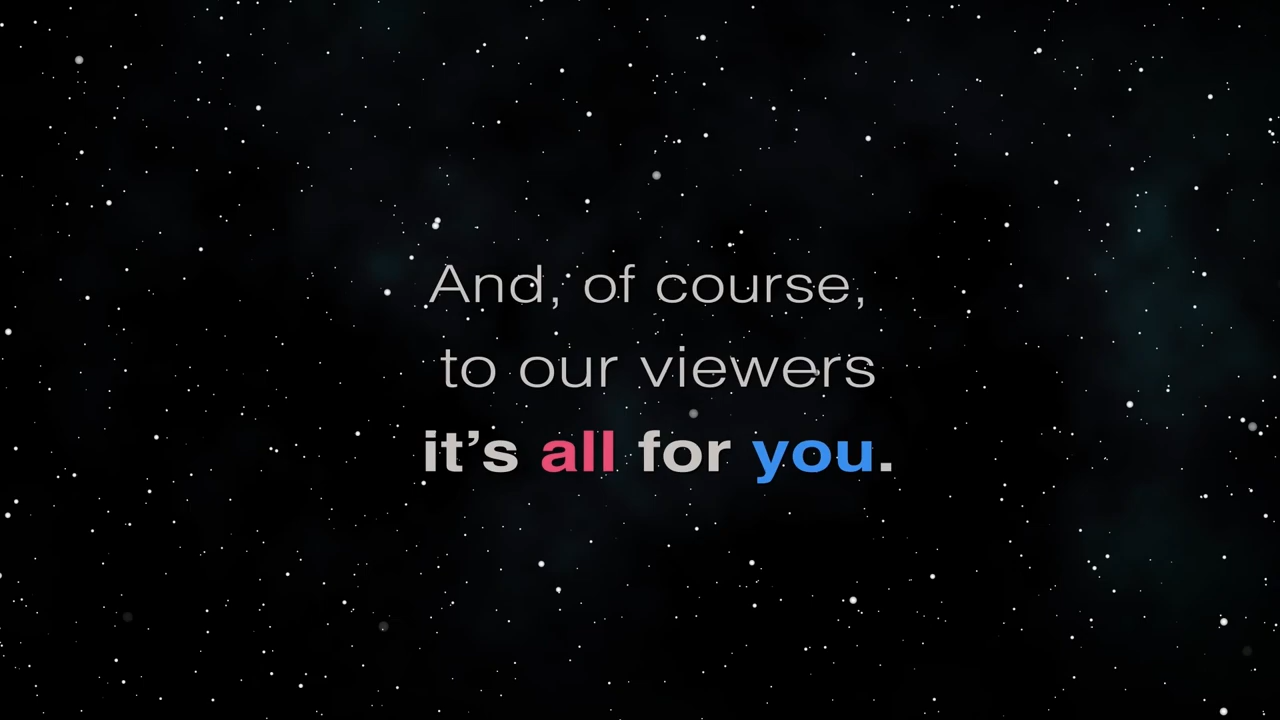 And, of course,
to our viewers
it’s all for you.